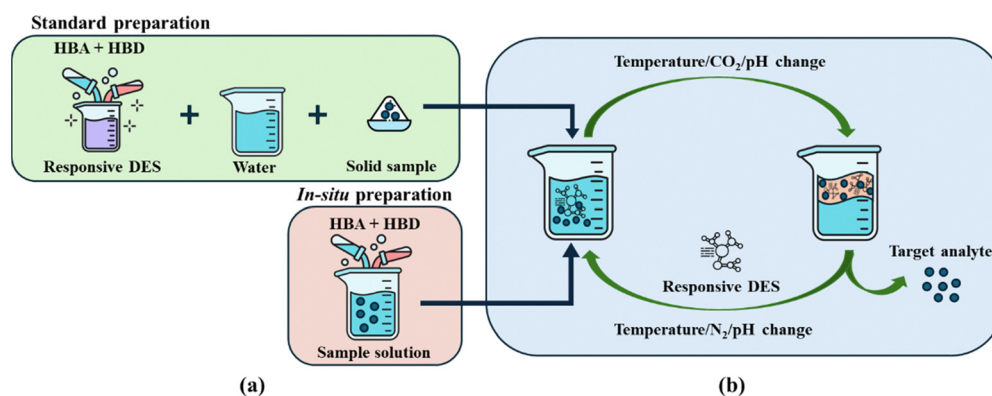 Standard preparation
HBA + HBD
+
+
Responsive DES
Water
Solid sample
In-situ preparation
HBA + HBD
Sample solution
(a)
Temperature/CO₂/pH change
Responsive DES
Target analyte
Temperature/N₂/pH change
(b)